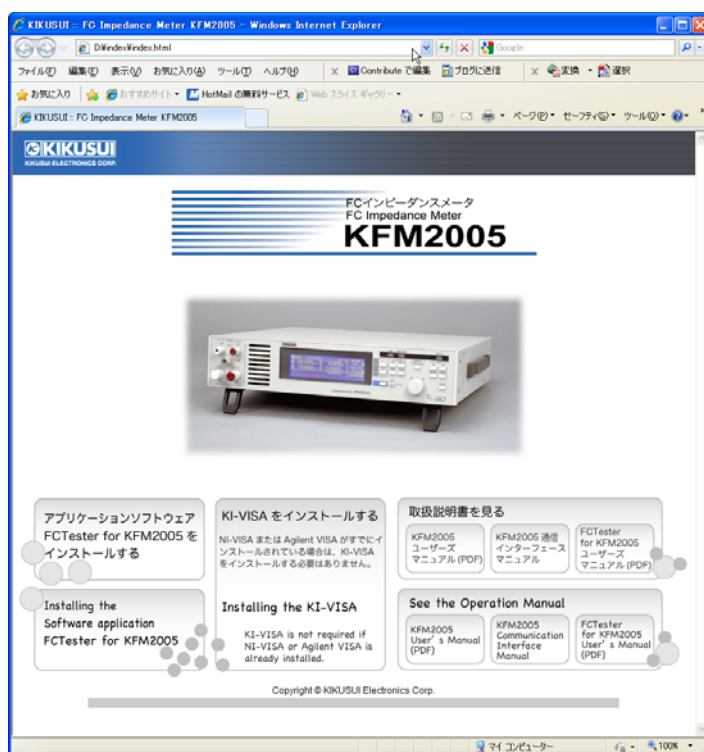 KIKUSUI :: FC Impedance Meter KFM2005 - Windows Internet Explorer
D:¥index¥index.html
Google
ファイル(F) 編集(E) 表示(V) お気に入り(A) ツール(T) ヘルプ(H) x Contribute で編集 ブログに送信 x 変換 選択
お気に入り おすすめサイト HotMail の無料サービス Web スライス ギャラリー
KIKUSUI :: FC Impedance Meter KFM2005
ページ(P) セーフティ(S) ツール(O)
KIKUSUI
KIKUSUI ELECTRONICS CORP.
FCインピーダンスメータ
FC Impedance Meter
KFM2005
アプリケーションソフトウェア
FCTester for KFM2005 を
インストールする
Installing the
Software application
FCTester for KFM2005
KI-VISA をインストールする
NI-VISA または Agilent VISA がすでにイ
ンストールされている場合は、KI-VISA
をインストールする必要はありません。
Installing the KI-VISA
KI-VISA is not required if
NI-VISA or Agilent VISA is
already installed.
取扱説明書を見る
KFM2005
ユーザーズ
マニュアル (PDF)
KFM2005 通信
インターフェース
マニュアル
FCTester
for KFM2005
ユーザーズ
マニュアル (PDF)
See the Operation Manual
KFM2005
User's Manual
(PDF)
KFM2005
Communication
Interface
Manual
FCTester
for KFM2005
User's Manual
(PDF)
Copyright © KIKUSUI Electronics Corp.
マイ コンピューター
100%